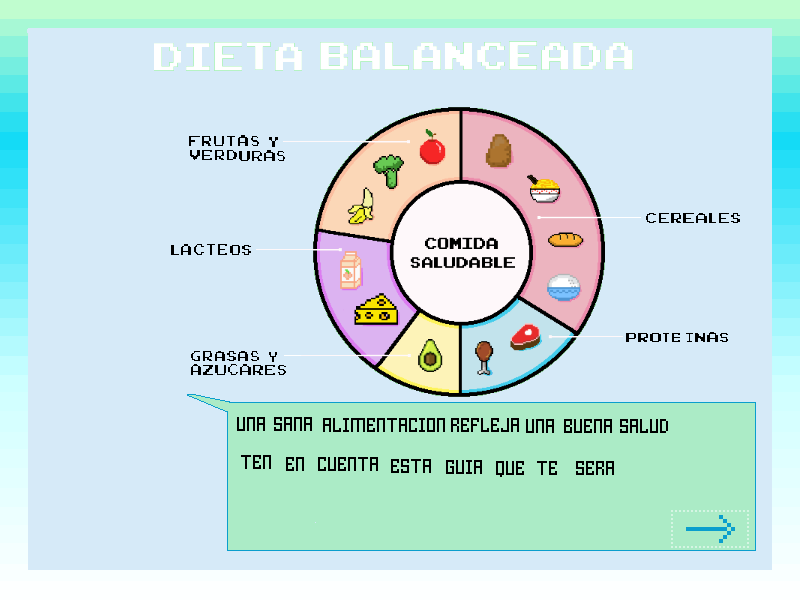 DIETA BALANCEADA
FRUTAS Y
VERDURAS
CEREALES
LACTEOS
COMIDA
SALUDABLE
PROTEINAS
GRASAS Y
AZUCARES
UNA SANA ALIMENTACION REFLEJA UNA BUENA SALUD
TEN EN CUENTA ESTA GUIA QUE TE SERA